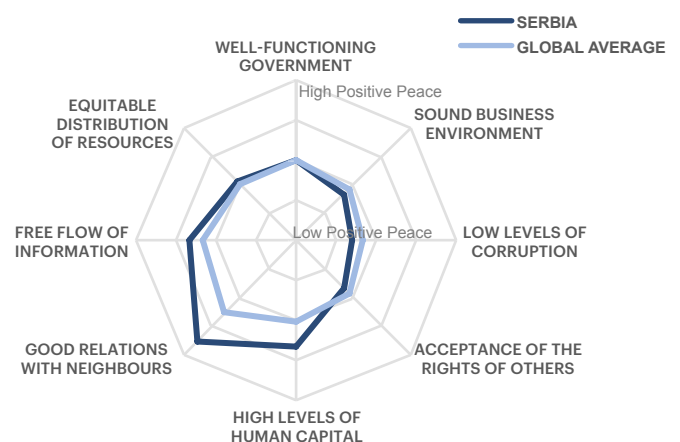 SERBIA
GLOBAL AVERAGE
WELL-FUNCTIONING
GOVERNMENT
High Positive Peace
SOUND BUSINESS
ENVIRONMENT
EQUITABLE
DISTRIBUTION
OF RESOURCES
FREE FLOW OF
INFORMATION
Low Positive Peace
LOW LEVELS OF
CORRUPTION
GOOD RELATIONS
WITH NEIGHBOURS
ACCEPTANCE OF THE
RIGHTS OF OTHERS
HIGH LEVELS OF
HUMAN CAPITAL